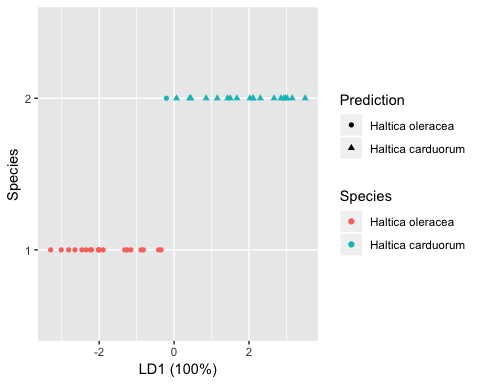 Species
2
1
-2
0
2
LD1 (100%)
Prediction
Haltica oleracea
Haltica carduorum
Species
Haltica oleracea
Haltica carduorum